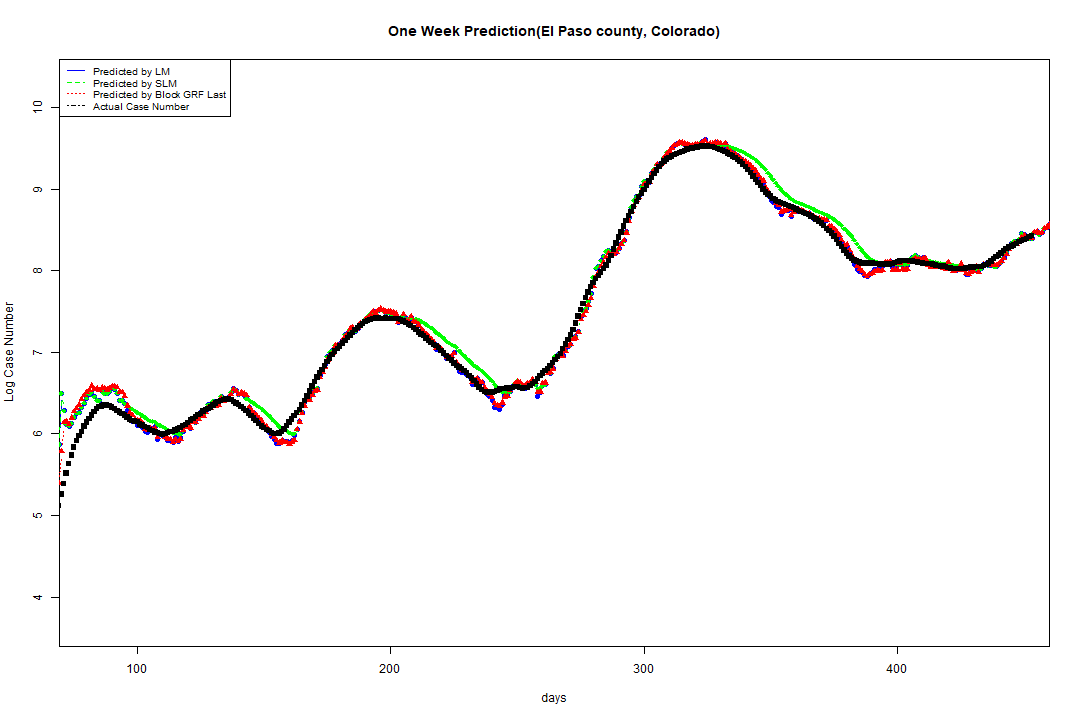 One Week Prediction(El Paso county, Colorado)
Predicted by LM
Predicted by SLM
Predicted by Block GRF Last
Actual Case Number
10
9
8
7
6
5
4
Log Case Number
100 200 300 400
days